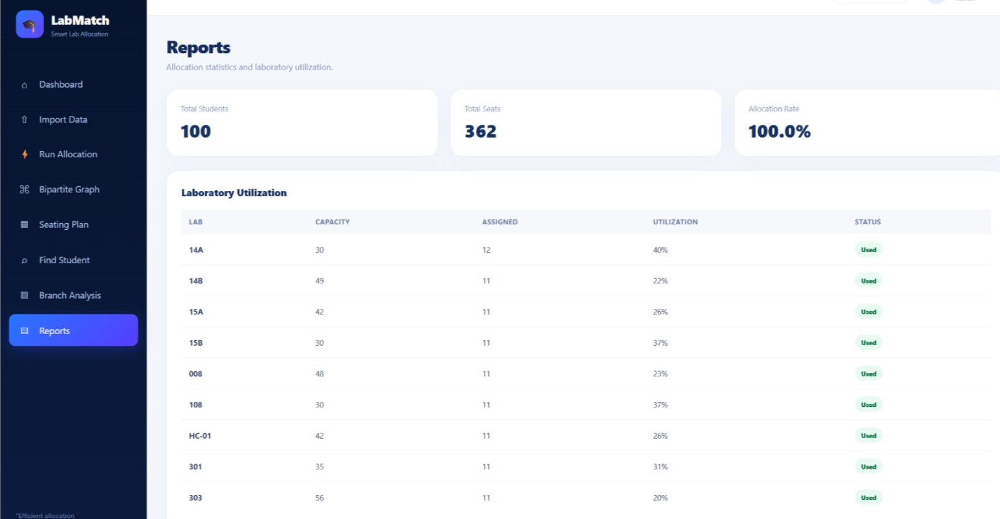 LabMatch
Smart Lab Allocation
Dashboard
Import Data
Run Allocation
Bipartite Graph
Seating Plan
Find Student
Branch Analysis
Reports
"Efficient allocation
Reports
Allocation statistics and laboratory utilization.
Total Students
100
Total Seats
362
Allocation Rate
100.0%
Laboratory Utilization
LAB CAPACITY ASSIGNED UTILIZATION STATUS
14A 30 12 40% Used
14B 49 11 22% Used
15A 42 11 26% Used
15B 30 11 37% Used
008 48 11 23% Used
108 30 11 37% Used
HC-01 42 11 26% Used
301 35 11 31% Used
303 56 11 20% Used